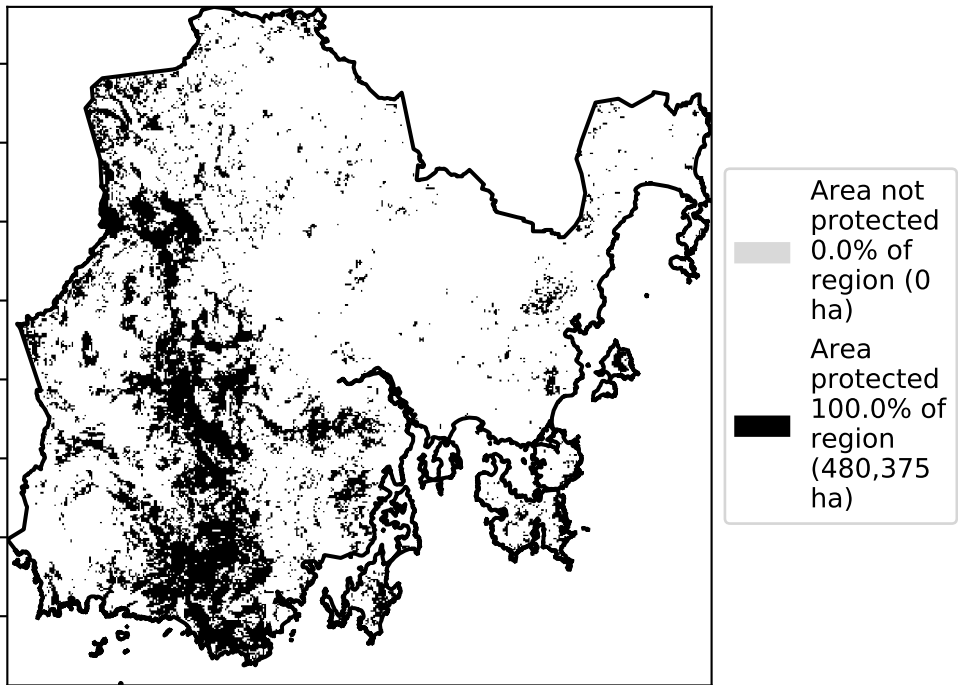 Area not
protected
0.0% of
region (0
ha)
Area
protected
100.0% of
region
(480,375
ha)